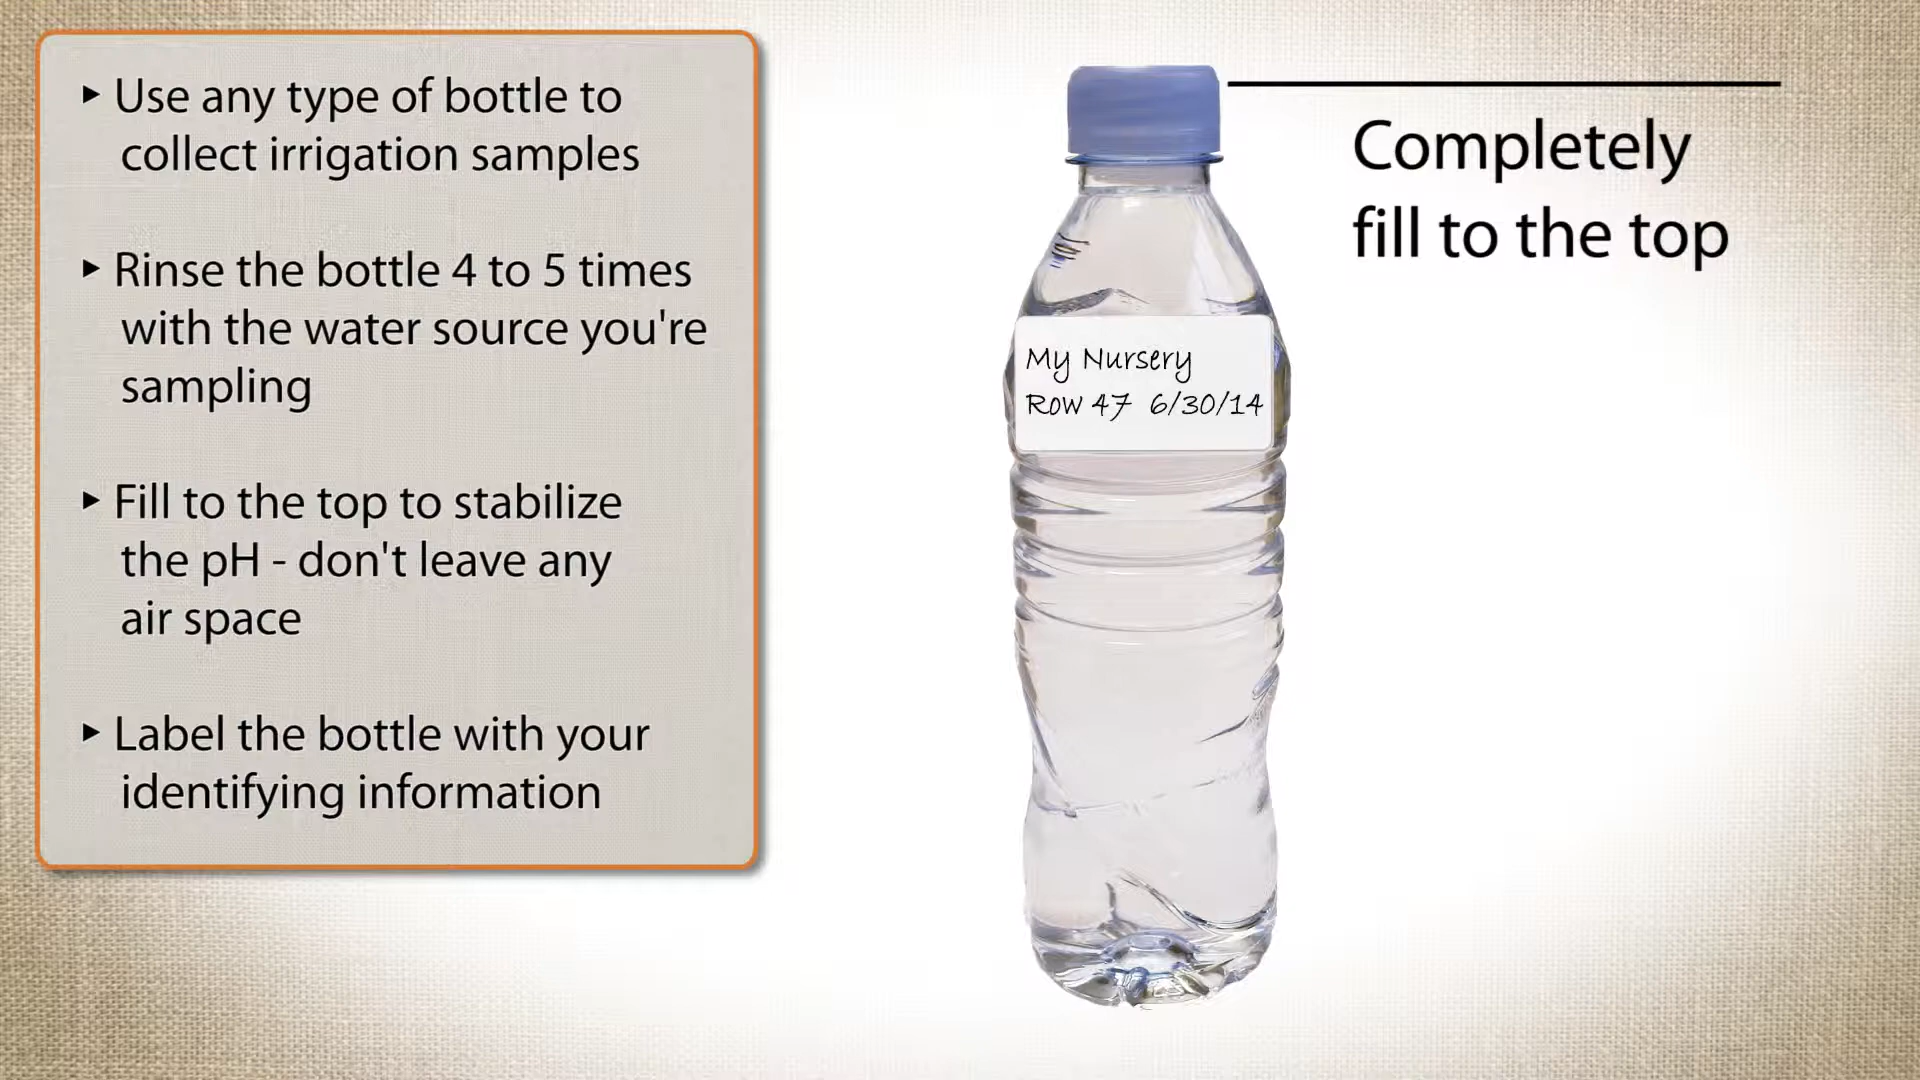 ‣ Use any type of bottle to
collect irrigation samples
‣ Rinse the bottle 4 to 5 times
with the water source you're
sampling
‣ Fill to the top to stabilize
the pH - don't leave any
air space
‣ Label the bottle with your
identifying information
Completely
fill to the top
My Nursery
Row 47 6/30/14